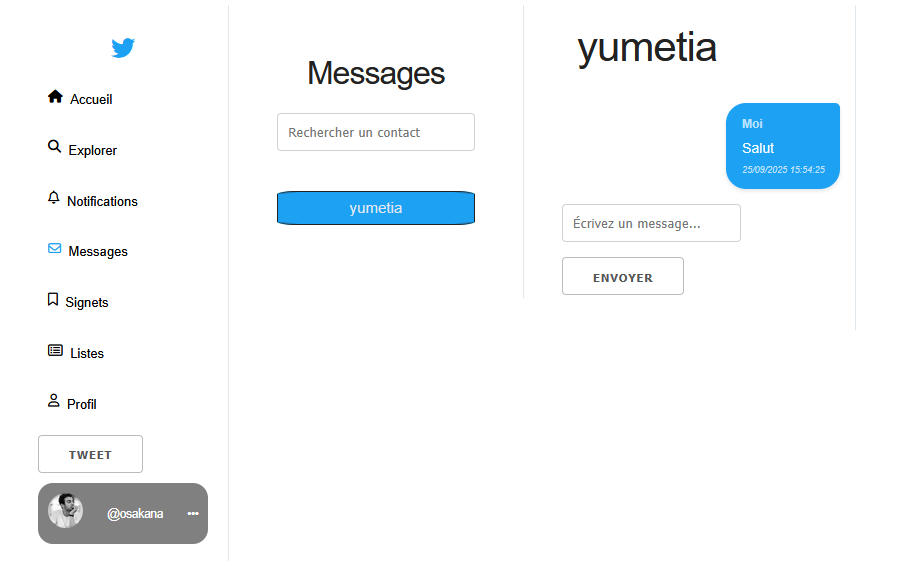 Accueil
Explorer
Notifications
Messages
Signets
Listes
Profil
TWEET
@osakana
Messages
Rechercher un contact
yumetia
yumetia
Moi
Salut
25/09/2025 15:54:25
Écrivez un message...
ENVOYER